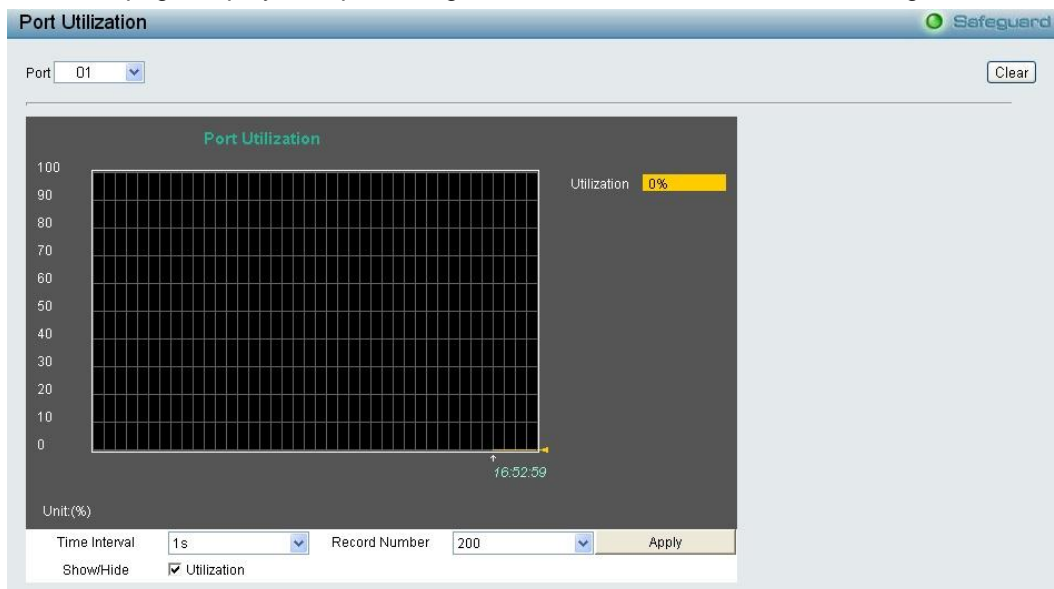 Port Utilization
Safeguard
Port 01
Clear
Port Utilization
100
90
80
70
60
50
40
30
20
10
0
Utilization 0%
16:52:59
Unit:(%)
Time Interval 1s Record Number 200 Apply
Show/Hide Utilization